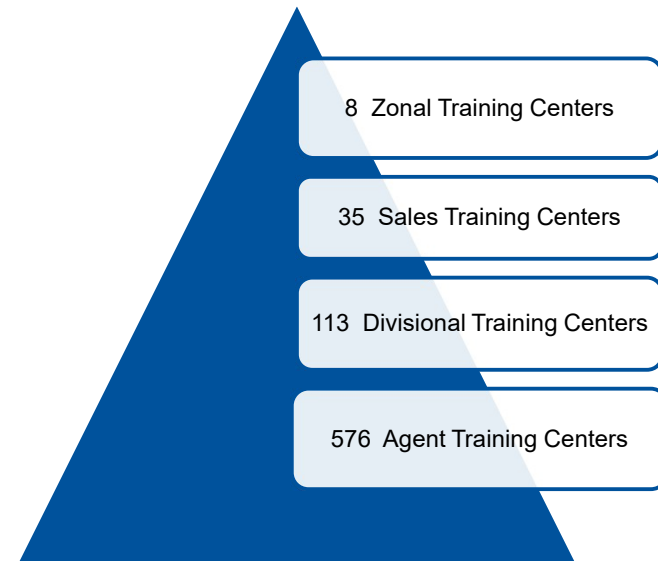 8 Zonal Training Centers
35 Sales Training Centers
113 Divisional Training Centers
576 Agent Training Centers